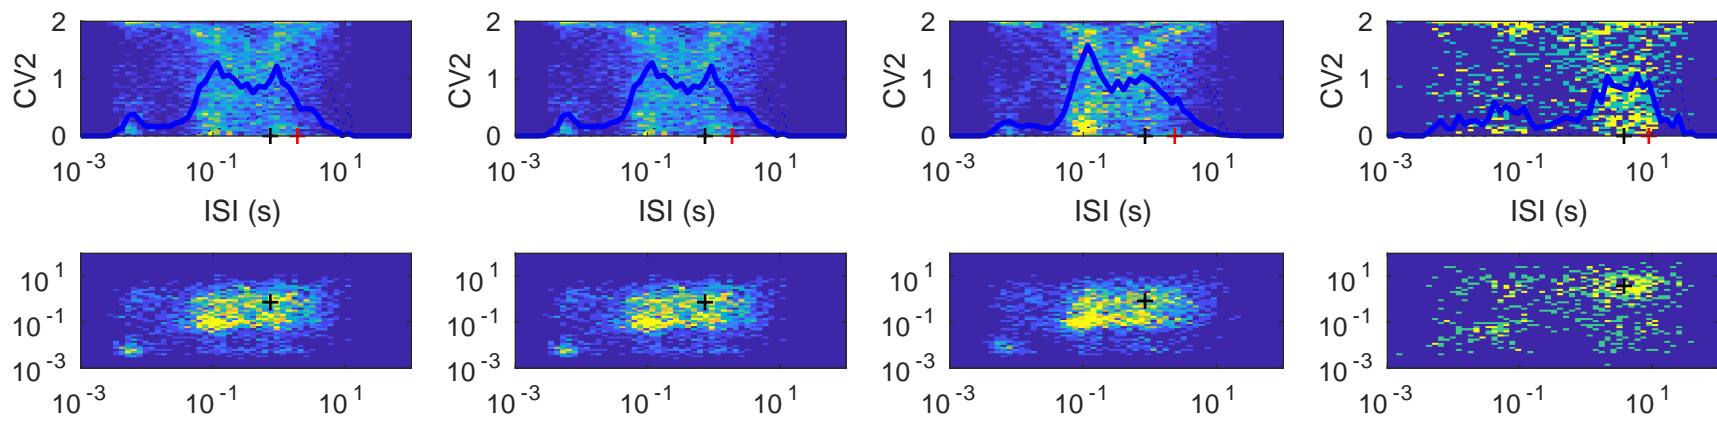 2 2 2 2
CV2 1 CV2 1 CV2 1 CV2 1
0 0 0 0
10^-3 10^-1 10^1 10^-3 10^-1 10^1 10^-3 10^-1 10^1 10^-3 10^-1 10^1
ISI (s) ISI (s) ISI (s) ISI (s)
10^1 10^1 10^1 10^1
10^-1 10^-1 10^-1 10^-1
10^-3 10^-3 10^-3 10^-3
10^-3 10^-1 10^1 10^-3 10^-1 10^1 10^-3 10^-1 10^1 10^-3 10^-1 10^1